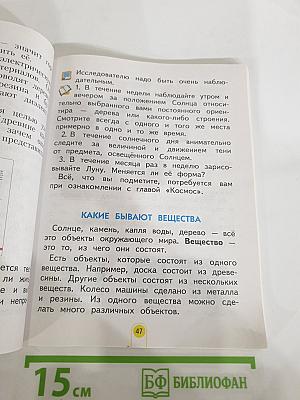 Исследователю надо быть очень наблю-
дательным.
1. В течение недели наблюдайте утром и
вечером за положением Солнца относи-
тельно выбранного вами постоянного ориен-
тира — дерева или какого-либо строения.
Смотрите всегда с одного и того же места
примерно в одно и то же время.
2. В течение солнечного дня внимательно
следите за величиной и движением тени
от предмета, освещенного Солнцем.
3. В течение месяца раз в неделю зарисо-
вывайте Луну. Меняется ли её форма?
Всё, что вы подметите, потребуется вам
при ознакомлении с главой «Космос».
КАКИЕ БЫВАЮТ ВЕЩЕСТВА
Солнце, камень, капля воды, дерево — всё
это объекты окружающего мира. Вещество —
это то, из чего они состоят.
Есть объекты, которые состоят из одного
вещества. Например, доска состоит из древе-
сины. Другие объекты состоят из нескольких
веществ. Колесо машины сделано из металла
и резины. Из одного вещества можно сде-
лать много различных объектов.
47
15 см
БФ БИБЛИОФАН